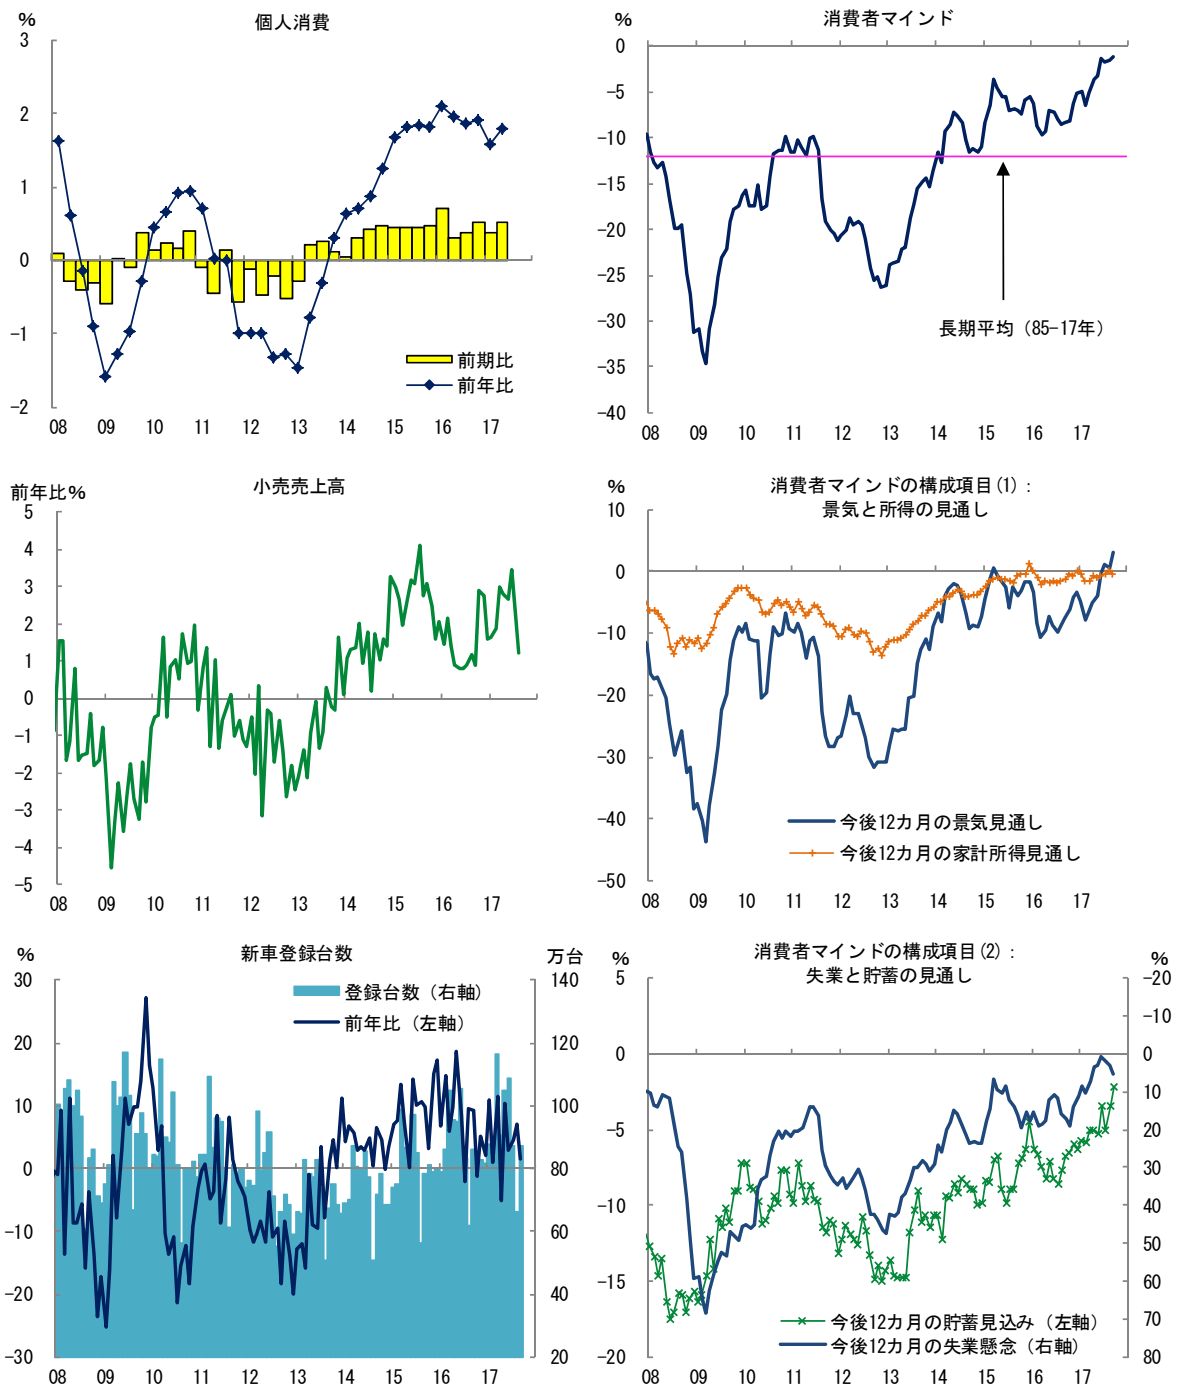 個人消費
%
3
2
1
0
-1
-2
前期比
前年比
08 09 10 11 12 13 14 15 16 17
消費者マインド
%
0
-5
-10
-15
-20
-25
-30
-35
-40
長期平均（85-17年）
08 09 10 11 12 13 14 15 16 17
小売売上高
前年比%
5
4
3
2
1
0
-1
-2
-3
-4
-5
08 09 10 11 12 13 14 15 16 17
消費者マインドの構成項目(1)：
景気と所得の見通し
%
10
0
-10
-20
-30
-40
-50
今後12カ月の景気見通し
今後12カ月の家計所得見通し
08 09 10 11 12 13 14 15 16 17
新車登録台数
%
万台
30
20
10
0
-10
-20
-30
140
120
100
80
60
40
20
登録台数（右軸）
前年比（左軸）
08 09 10 11 12 13 14 15 16 17
消費者マインドの構成項目(2)：
失業と貯蓄の見通し
%
%
5
0
-5
-10
-15
-20
-20
-10
0
10
20
30
40
50
60
70
80
今後12カ月の貯蓄見込み（左軸）
今後12カ月の失業懸念（右軸）
08 09 10 11 12 13 14 15 16 17